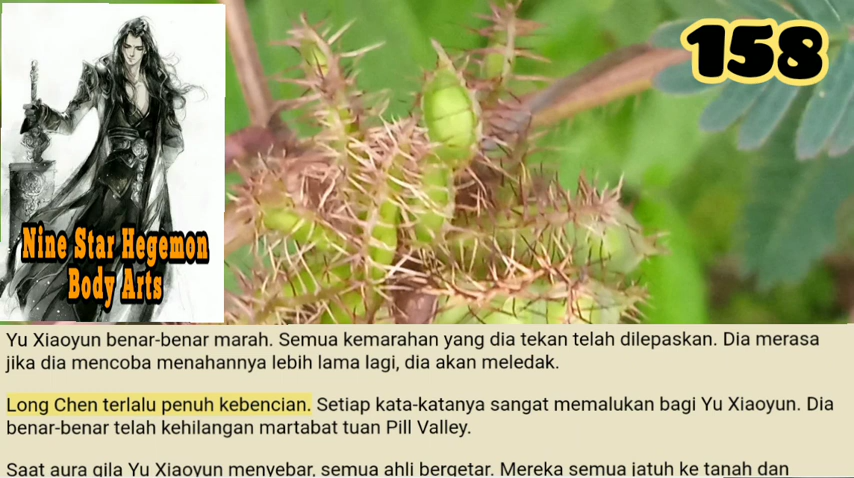 158
Nine Star Hegemon
Body Arts
Yu Xiaoyun benar-benar marah. Semua kemarahan yang dia tekan telah dilepaskan. Dia merasa
jika dia mencoba menahannya lebih lama lagi, dia akan meledak.
Long Chen terlalu penuh kebencian. Setiap kata-katanya sangat memalukan bagi Yu Xiaoyun. Dia
benar-benar telah kehilangan martabat tuan Pill Valley.
Saat aura gila Yu Xiaoyun menyebar, semua ahli bergetar. Mereka semua jatuh ke tanah dan